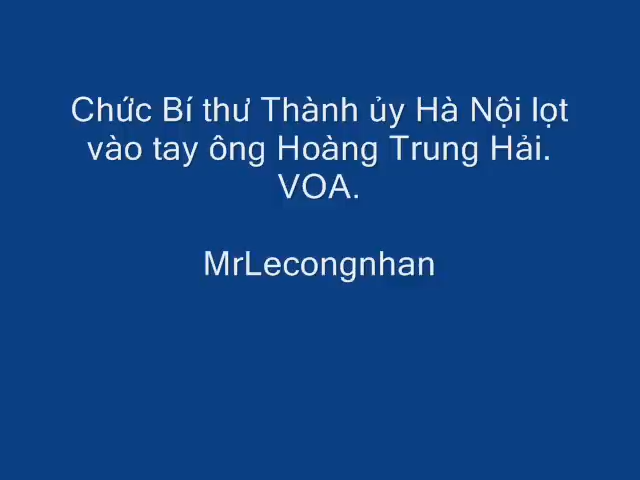 Chức Bí thư Thành ủy Hà Nội lọt
vào tay ông Hoàng Trung Hải.
VOA.
MrLecongnhan